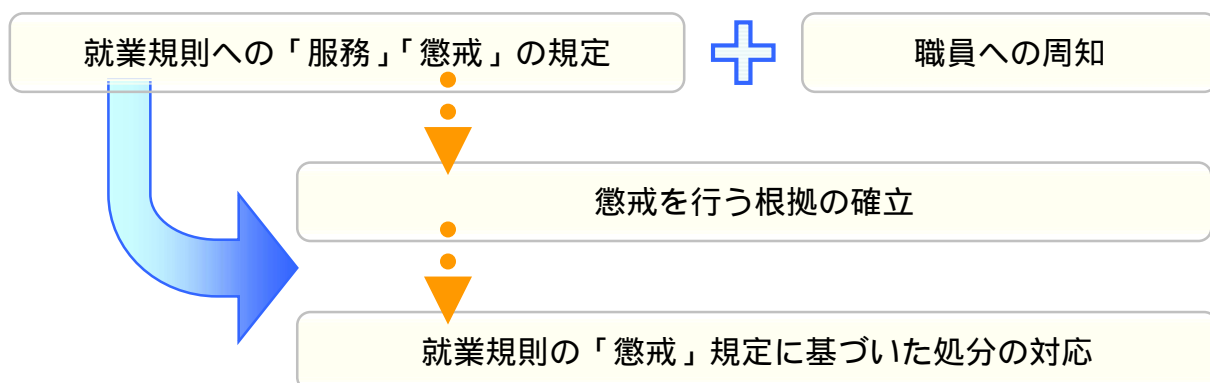 就業規則への「服務」「懲戒」の規定
職員への周知
懲戒を行う根拠の確立
就業規則の「懲戒」規定に基づいた処分の対応